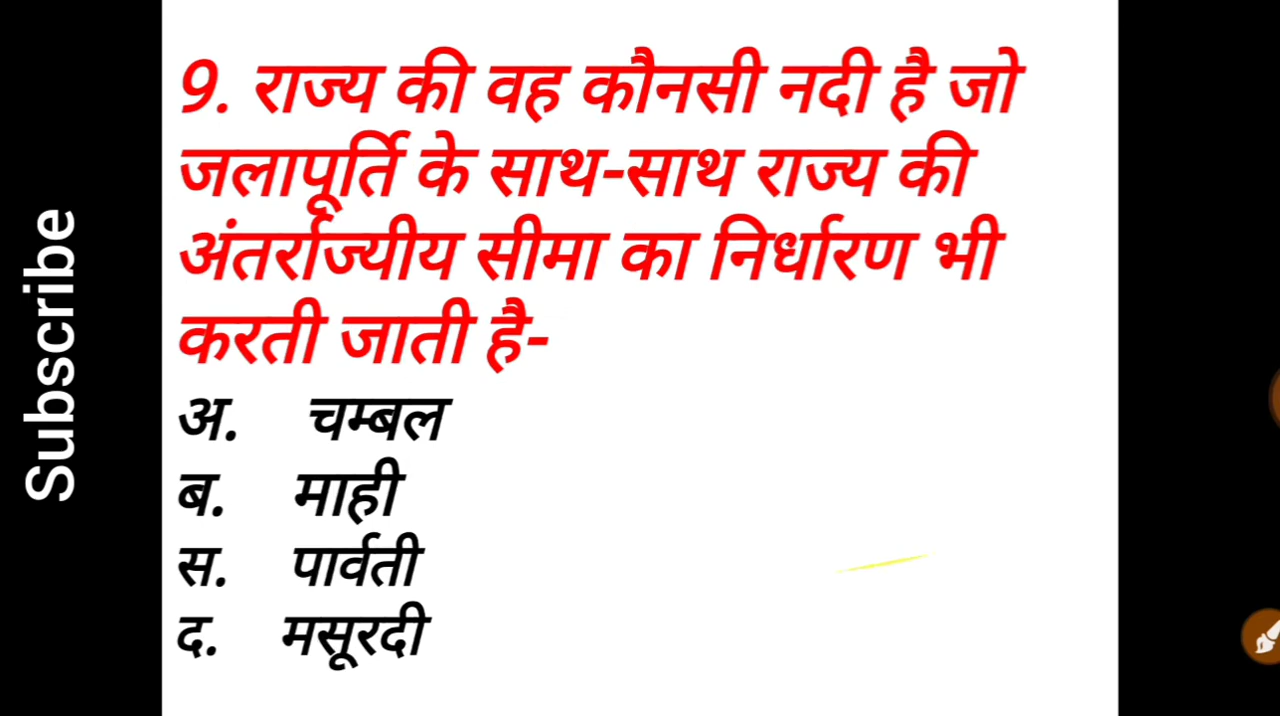 Subscribe
9. राज्य की वह कौनसी नदी है जो
जलापूर्ति के साथ-साथ राज्य की
अंतर्राज्यीय सीमा का निर्धारण भी
करती जाती है-
अ. चम्बल
ब. माही
स. पार्वती
द. मसूरदी